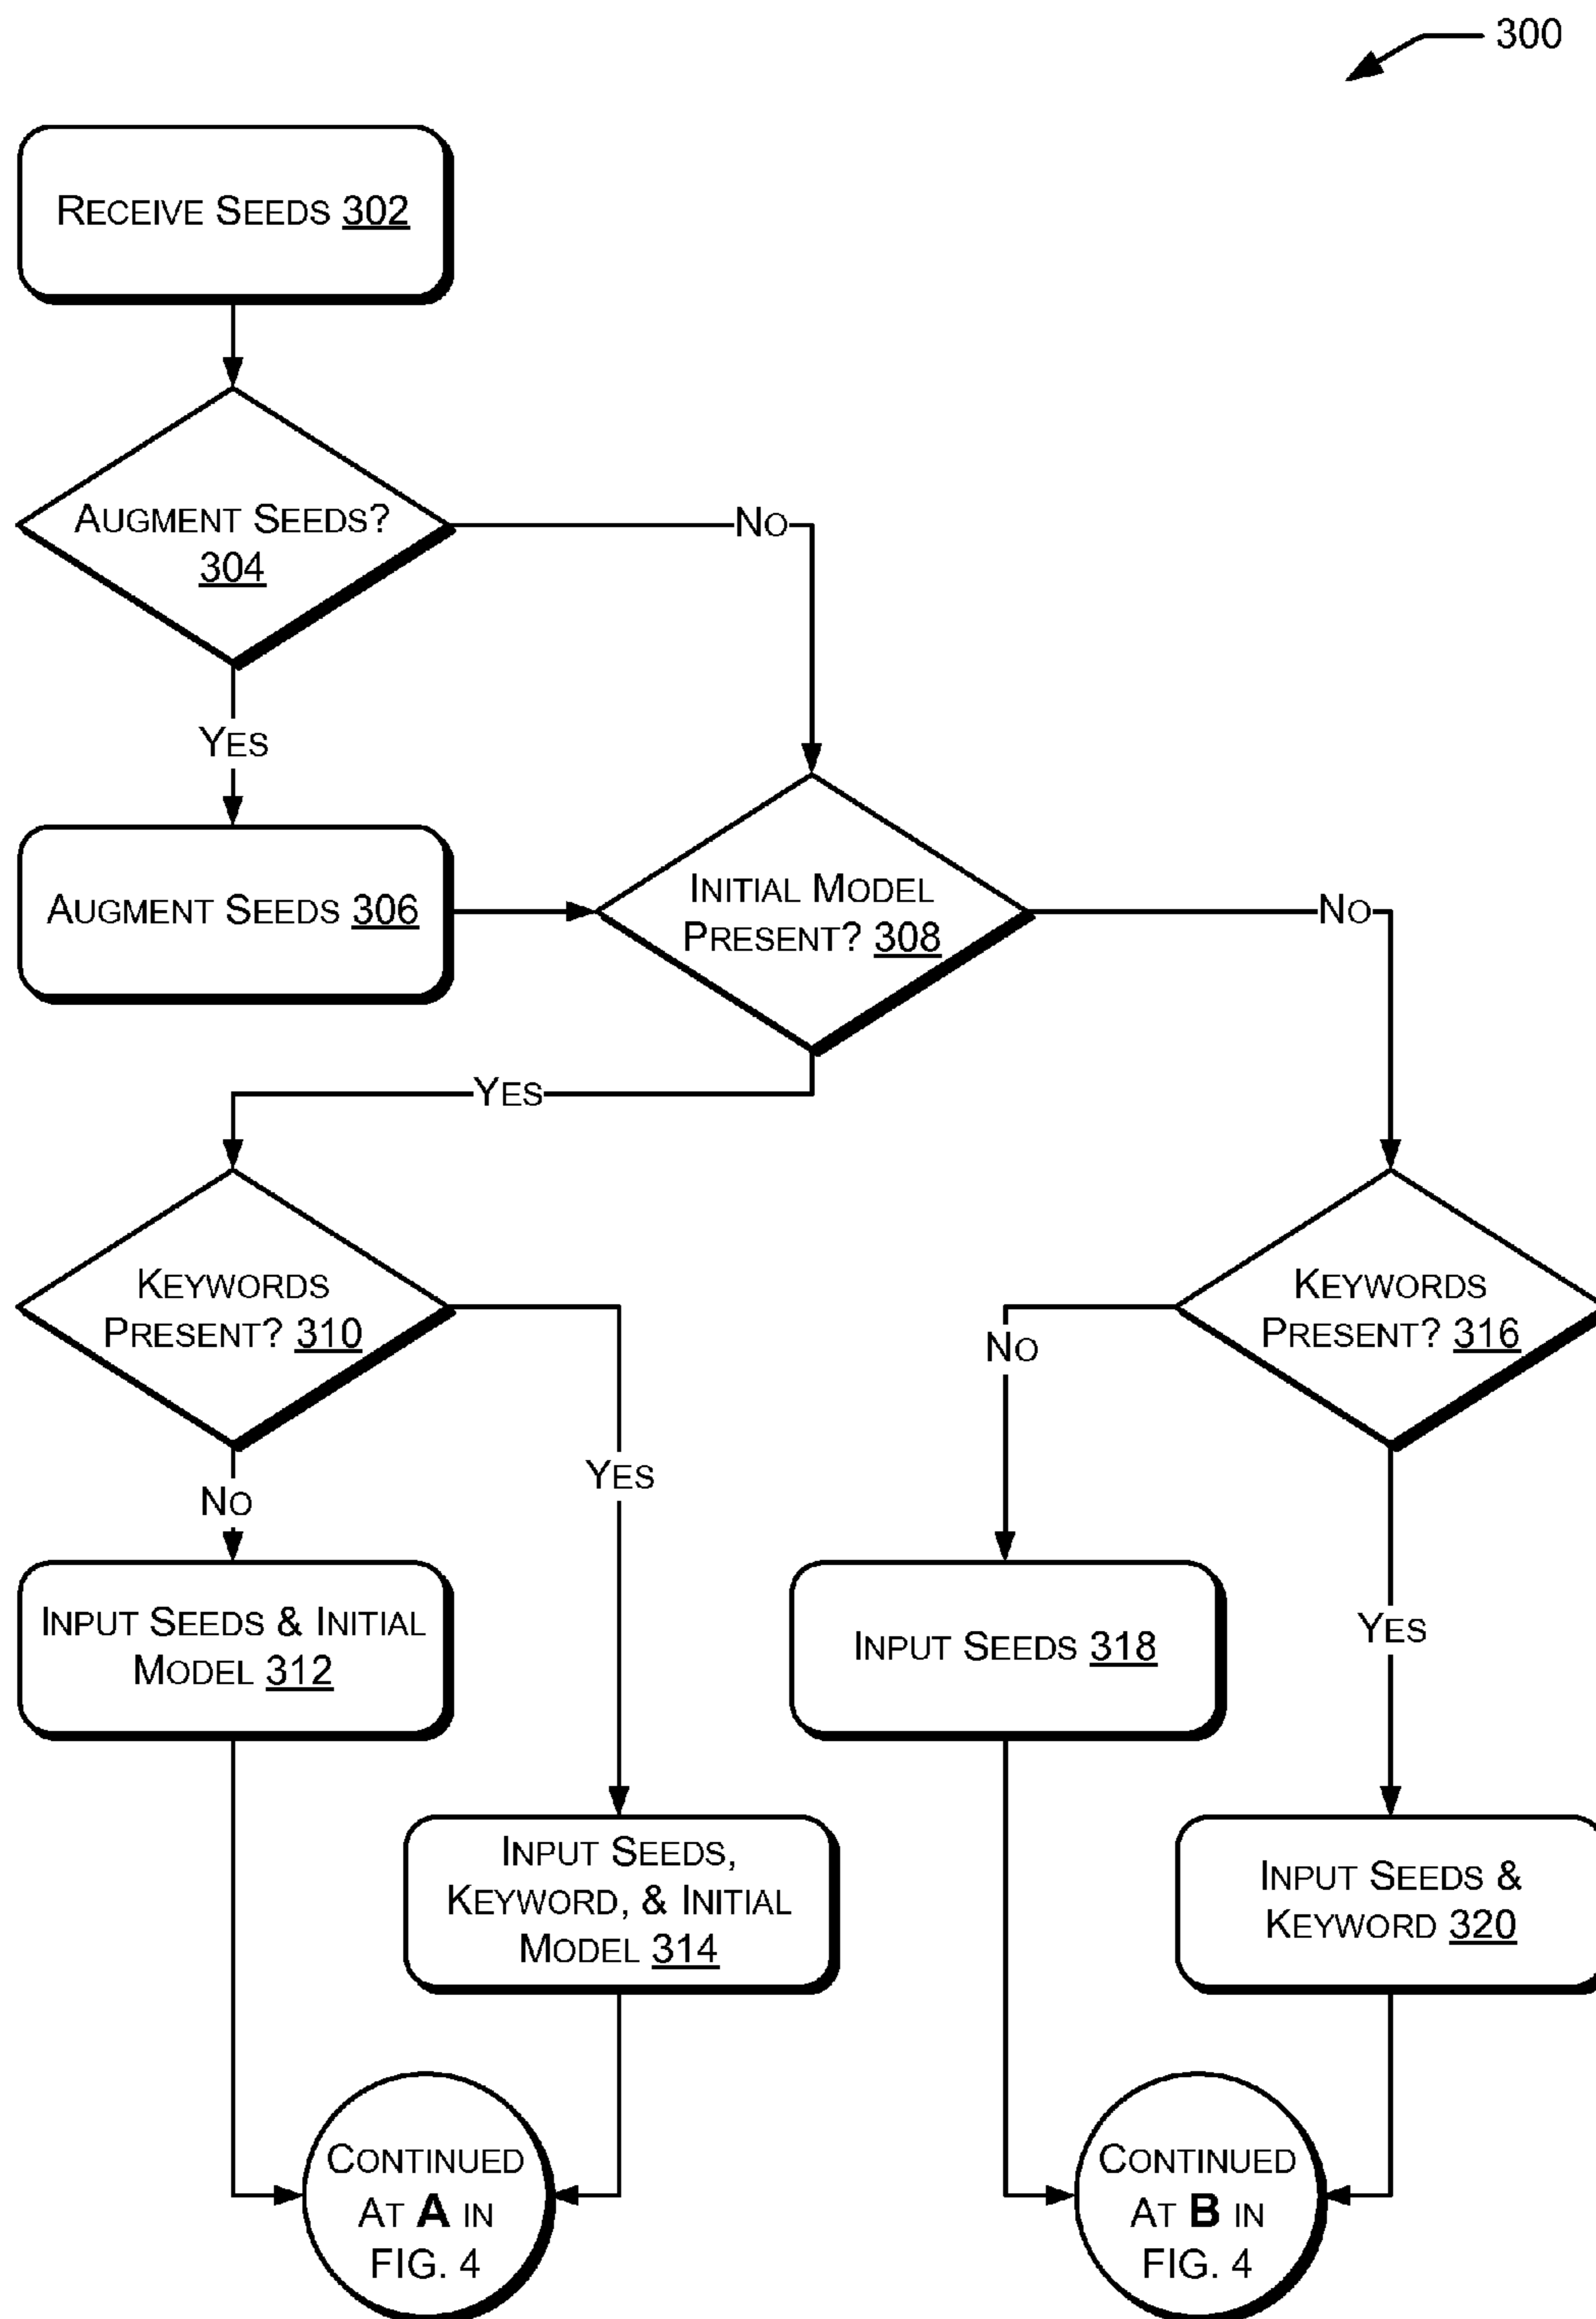 300
RECEIVE SEEDS 302
AUGMENT SEEDS?
304
NO
YES
AUGMENT SEEDS 306
INITIAL MODEL
PRESENT? 308
NO
YES
KEYWORDS
PRESENT? 310
KEYWORDS
PRESENT? 316
NO
YES
NO
YES
INPUT SEEDS & INITIAL
MODEL 312
INPUT SEEDS 318
INPUT SEEDS,
KEYWORD, & INITIAL
MODEL 314
INPUT SEEDS &
KEYWORD 320
CONTINUED
AT A IN
FIG. 4
CONTINUED
AT B IN
FIG. 4